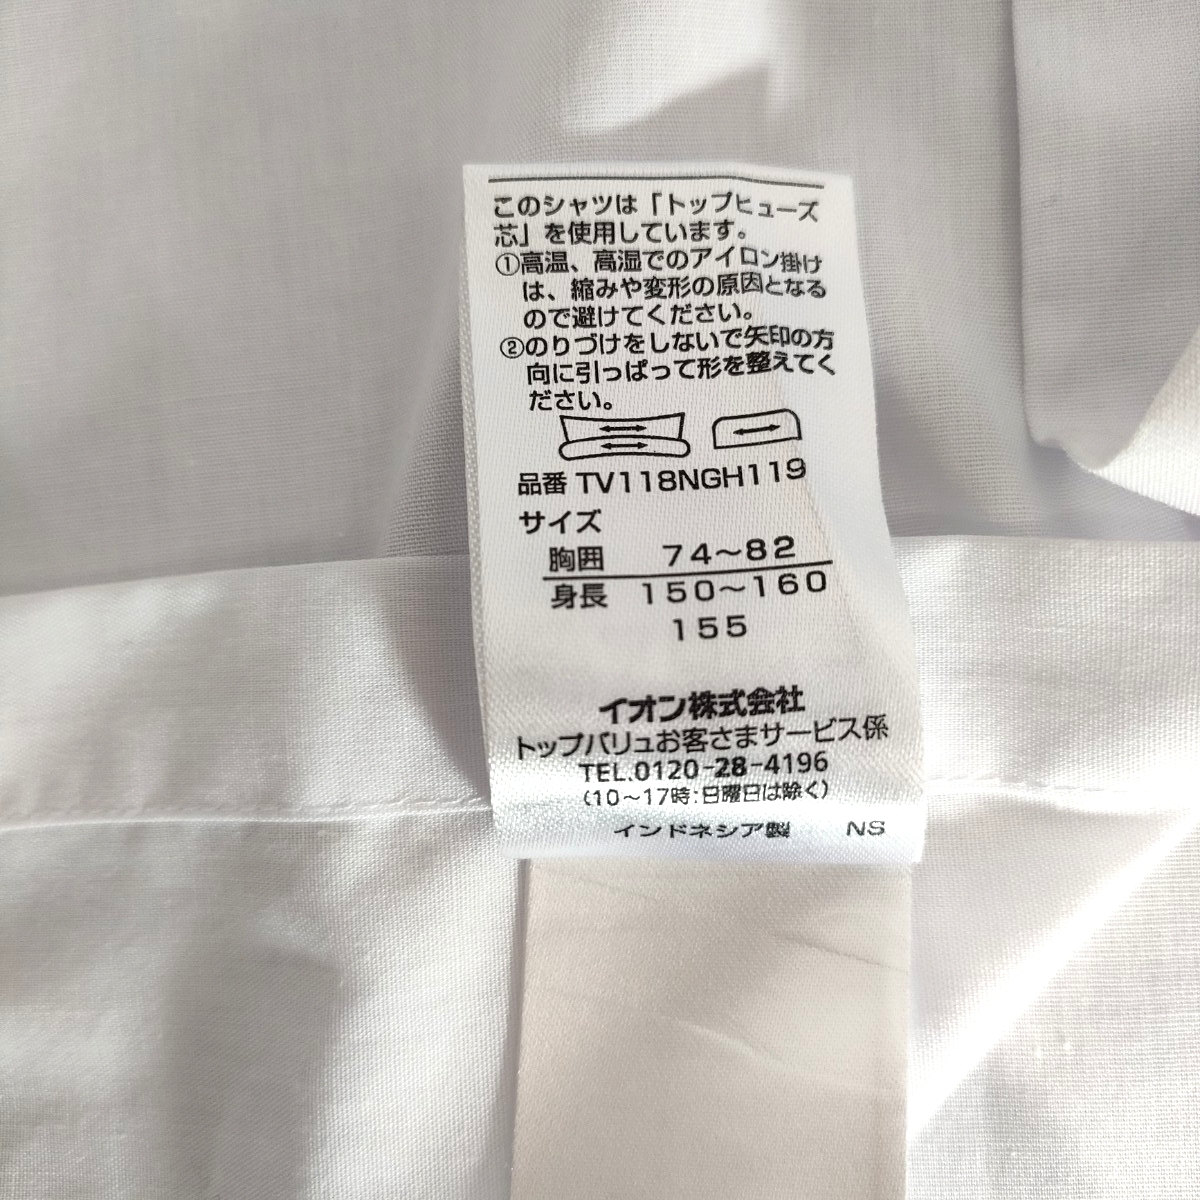 このシャツは「トップヒューズ
芯」を使用しています。
①高温、高湿でのアイロン掛け
は、縮みや変形の原因となる
ので避けてください。
②のりづけをしないで矢印の方
向に引っぱって形を整えてく
ださい。
品番 TV118NGH119
サイズ
胸囲 74～82
身長 150～160
155
イオン株式会社
トップバリュお客さまサービス係
TEL.0120-28-4196
（10～17時:日曜日は除く）
インドネシア製 NS